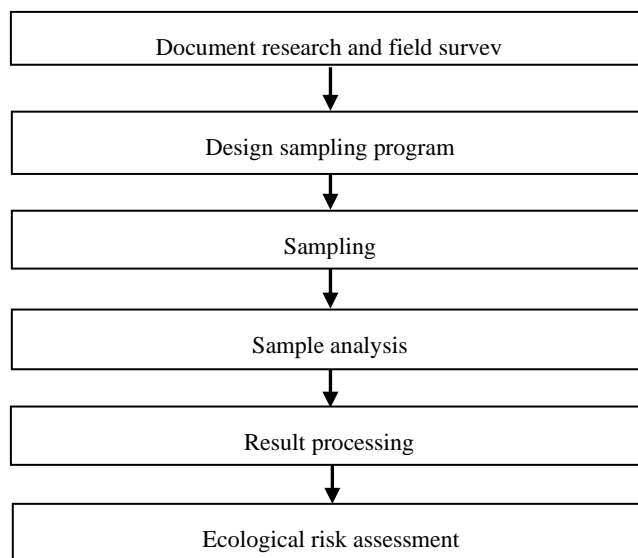 Document research and field survev
Design sampling program
Sampling
Sample analysis
Result processing
Ecological risk assessment